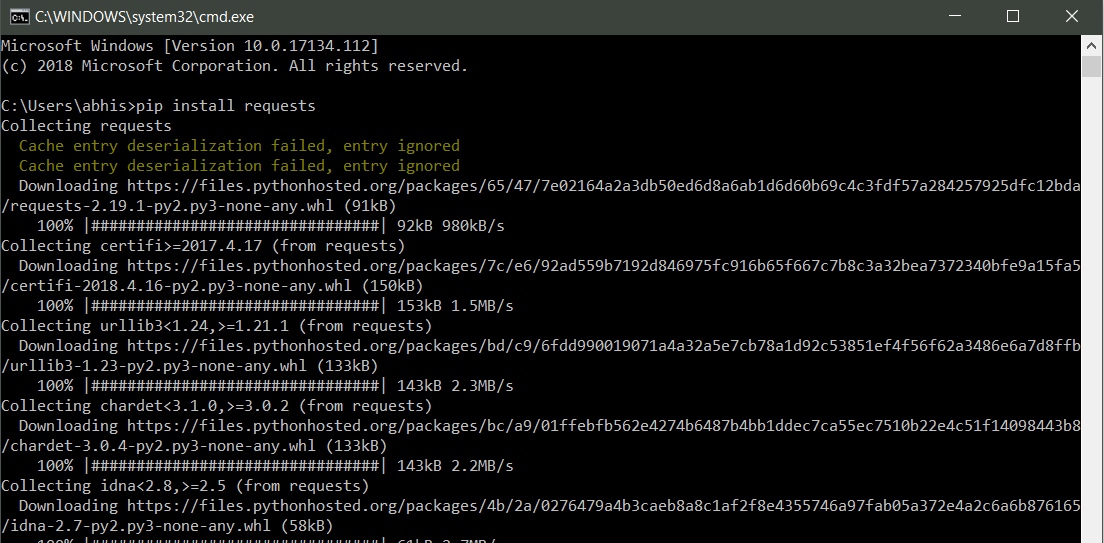 C:\WINDOWS\system32\cmd.exe
Microsoft Windows [Version 10.0.17134.112]
(c) 2018 Microsoft Corporation. All rights reserved.
C:\Users\abhis>pip install requests
Collecting requests
Cache entry deserialization failed, entry ignored
Cache entry deserialization failed, entry ignored
Downloading https://files.pythonhosted.org/packages/65/47/7e02164a2a3db50ed6d8a6ab1d6d60b69c4c3fdf57a284257925dfc12bda
/requests-2.19.1-py2.py3-none-any.whl (91kB)
100% |################################| 92kB 980kB/s
Collecting certifi>=2017.4.17 (from requests)
Downloading https://files.pythonhosted.org/packages/7c/e6/92ad559b7192d846975fc916b65f667c7b8c3a32bea7372340bfe9a15fa5
/certifi-2018.4.16-py2.py3-none-any.whl (150kB)
100% |################################| 153kB 1.5MB/s
Collecting urllib3<1.24,>=1.21.1 (from requests)
Downloading https://files.pythonhosted.org/packages/bd/c9/6fdd990019071a4a32a5e7cb78a1d92c53851ef4f56f62a3486e6a7d8ffb
/urllib3-1.23-py2.py3-none-any.whl (133kB)
100% |################################| 143kB 2.3MB/s
Collecting chardet<3.1.0,>=3.0.2 (from requests)
Downloading https://files.pythonhosted.org/packages/bc/a9/01ffebfb562e4274b6487b4bb1ddec7ca55ec7510b22e4c51f14098443b8
/chardet-3.0.4-py2.py3-none-any.whl (133kB)
100% |################################| 143kB 2.2MB/s
Collecting idna<2.8,>=2.5 (from requests)
Downloading https://files.pythonhosted.org/packages/4b/2a/0276479a4b3caeb8a8c1af2f8e4355746a97fab05a372e4a2c6a6b876165
/idna-2.7-py2.py3-none-any.whl (58kB)
100% |################################| 61kB 2.7MB/s